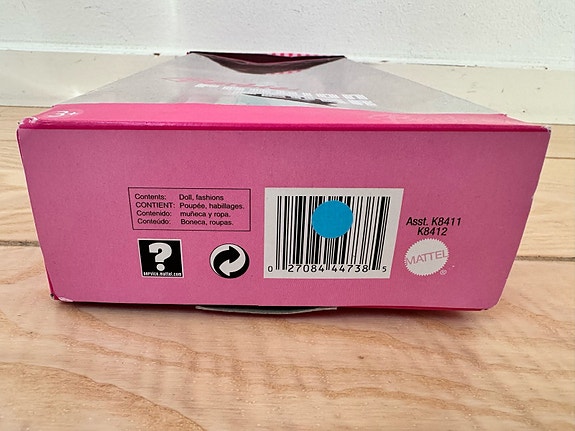 3+
Contents: Doll, fashions
CONTIENT: Poupée, habillages.
Contenido: muñeca y ropa.
Conteúdo: Boneca, roupas.
?
service.mattel.com
0 27084 44738 5
Asst. K8411
K8412
MATTEL
®